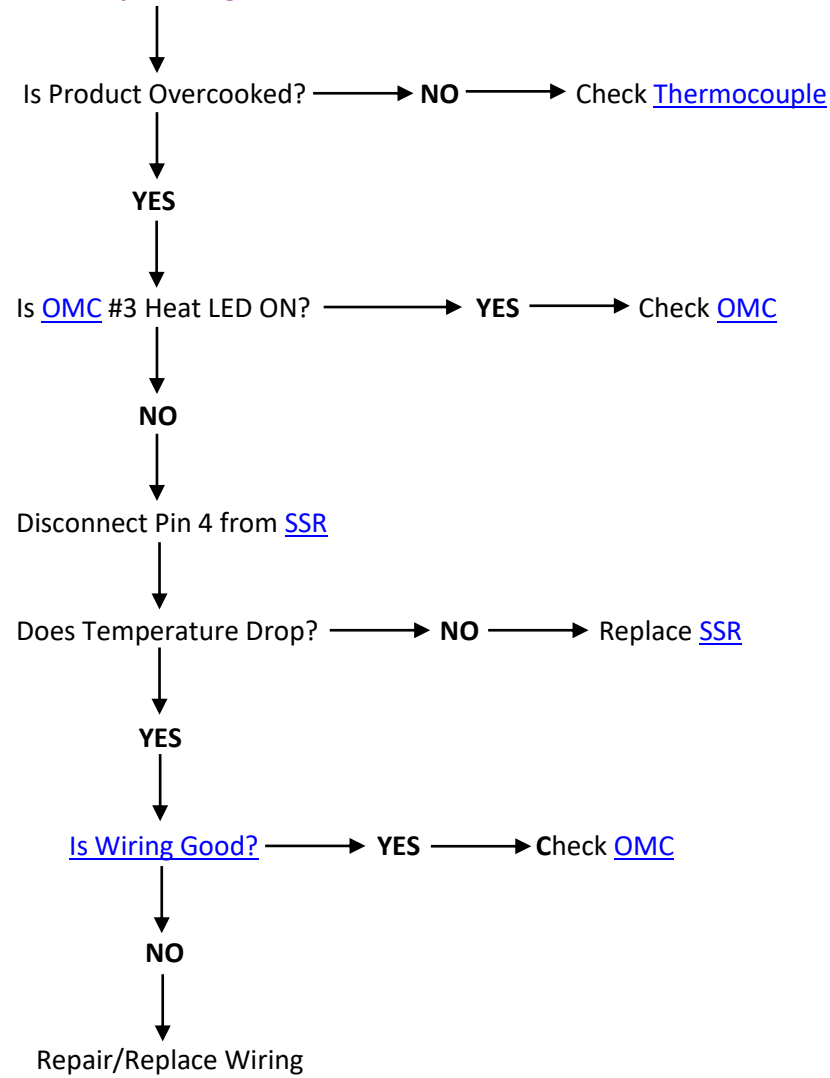 Is Product Overcooked? NO Check Thermocouple
YES
Is OMC #3 Heat LED ON? YES Check OMC
NO
Disconnect Pin 4 from SSR
Does Temperature Drop? NO Replace SSR
YES
Is Wiring Good? YES Check OMC
NO
Repair/Replace Wiring